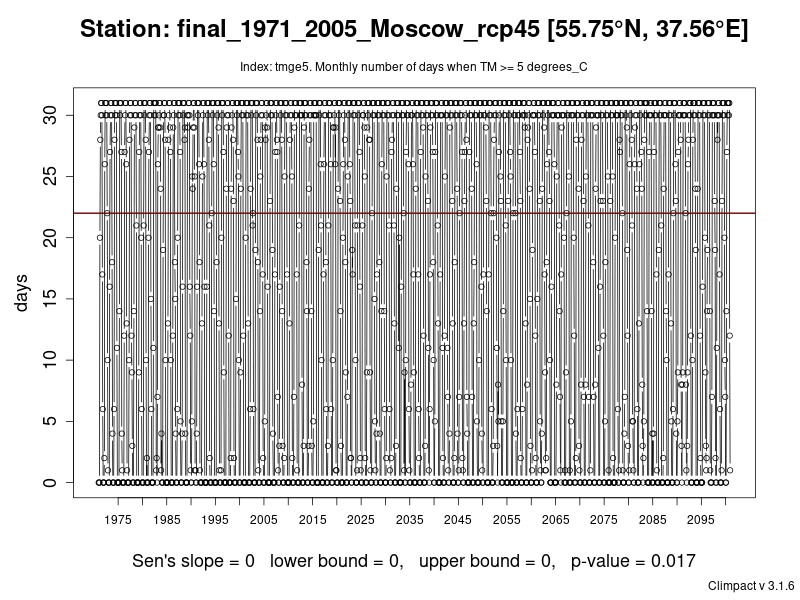 Station: final_1971_2005_Moscow_rcp45 [55.75°N, 37.56°E]
Index: tmge5. Monthly number of days when TM >= 5 degrees_C
days
30
25
20
15
10
5
0
1975 1985 1995 2005 2015 2025 2035 2045 2055 2065 2075 2085 2095
Sen's slope = 0 lower bound = 0, upper bound = 0, p-value = 0.017
Climpact v 3.1.6